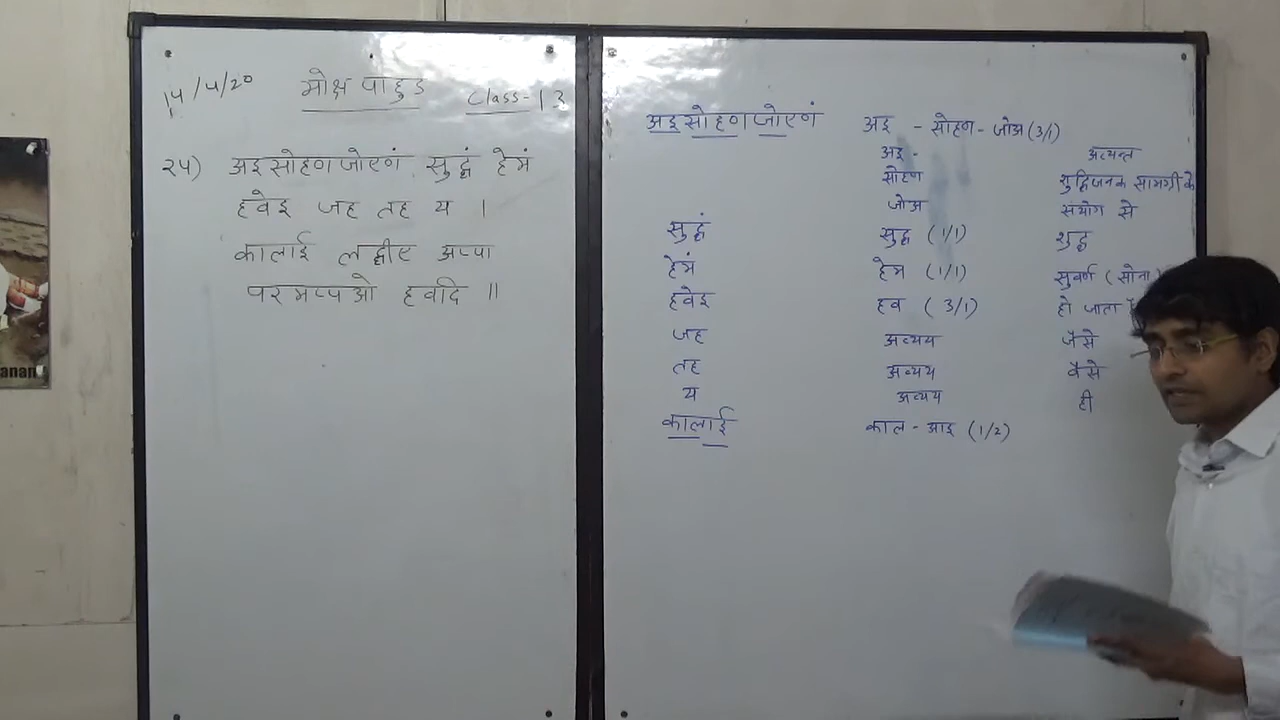 14/4/20 मोक्ष पाहुड Class-13
२५) अइसोहणजोएणं सुद्धं हेमं
हवेइ जह तह य ।
कालाई लद्धीए अप्पा
परमप्पओ हवदि ॥
अइसोहणजोएणं अइ - सोहण - जोअ (3/1)
अइ - अत्यन्त
सोहण शुद्धिजनक सामग्री के
जोअ संयोग से
सुद्धं सुद्ध (1/1) शुद्ध
हेमं हेम (1/1) सुवर्ण (सोना)
हवेइ हव (3/1) हो जाता
जह अव्यय जैसे
तह अव्यय वैसे
य अव्यय ही
कालाई काल - आइ (1/2)
anan